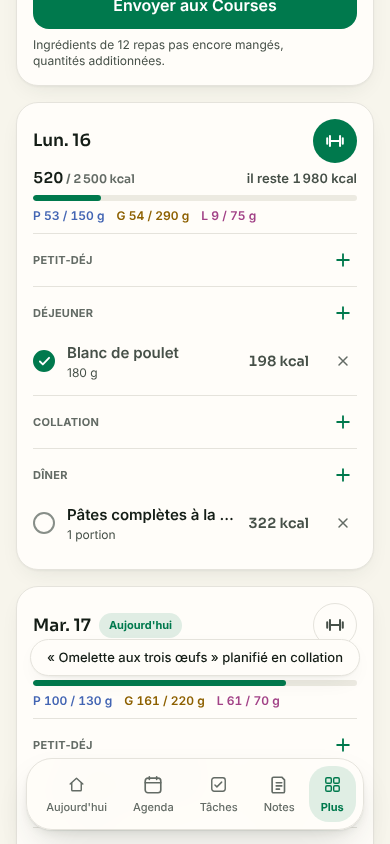 Envoyer aux Courses
Ingrédients de 12 repas pas encore mangés,
quantités additionnées.
Lun. 16
520 / 2 500 kcal il reste 1 980 kcal
P 53 / 150 g G 54 / 290 g L 9 / 75 g
PETIT-DÉJ
DÉJEUNER
Blanc de poulet 198 kcal
180 g
COLLATION
DÎNER
Pâtes complètes à la ... 322 kcal
1 portion
Mar. 17 Aujourd'hui
« Omelette aux trois œufs » planifié en collation
P 100 / 130 g G 161 / 220 g L 61 / 70 g
PETIT-DÉJ
Aujourd'hui Agenda Tâches Notes Plus